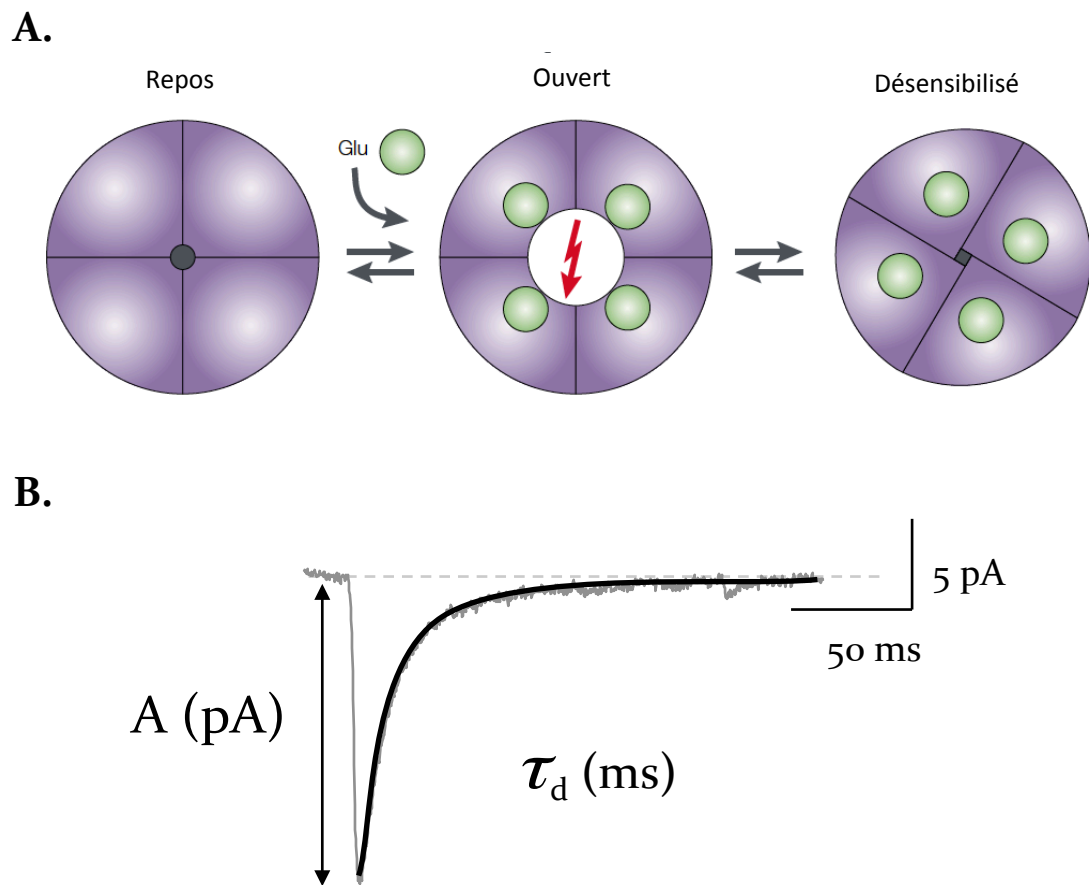 A.
Repos
Ouvert
Désensibilisé
Glu
B.
5 pA
50 ms
A (pA)
τd (ms)